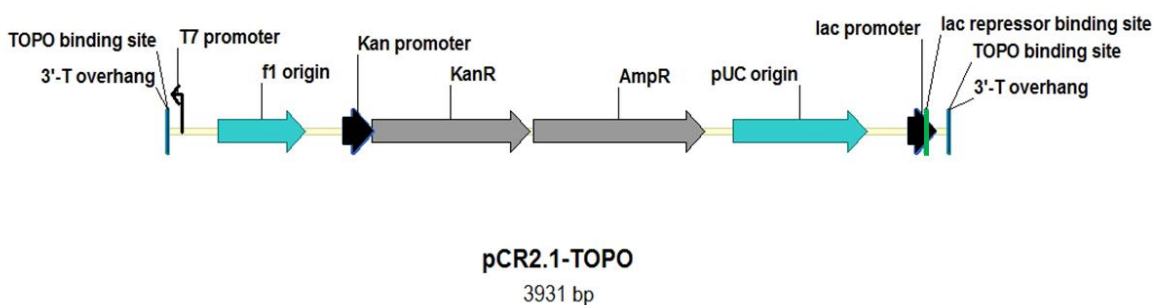 TOPO binding site
3'-T overhang
T7 promoter
f1 origin
Kan promoter
KanR
AmpR
pUC origin
lac promoter
lac repressor binding site
TOPO binding site
3'-T overhang
pCR2.1-TOPO
3931 bp